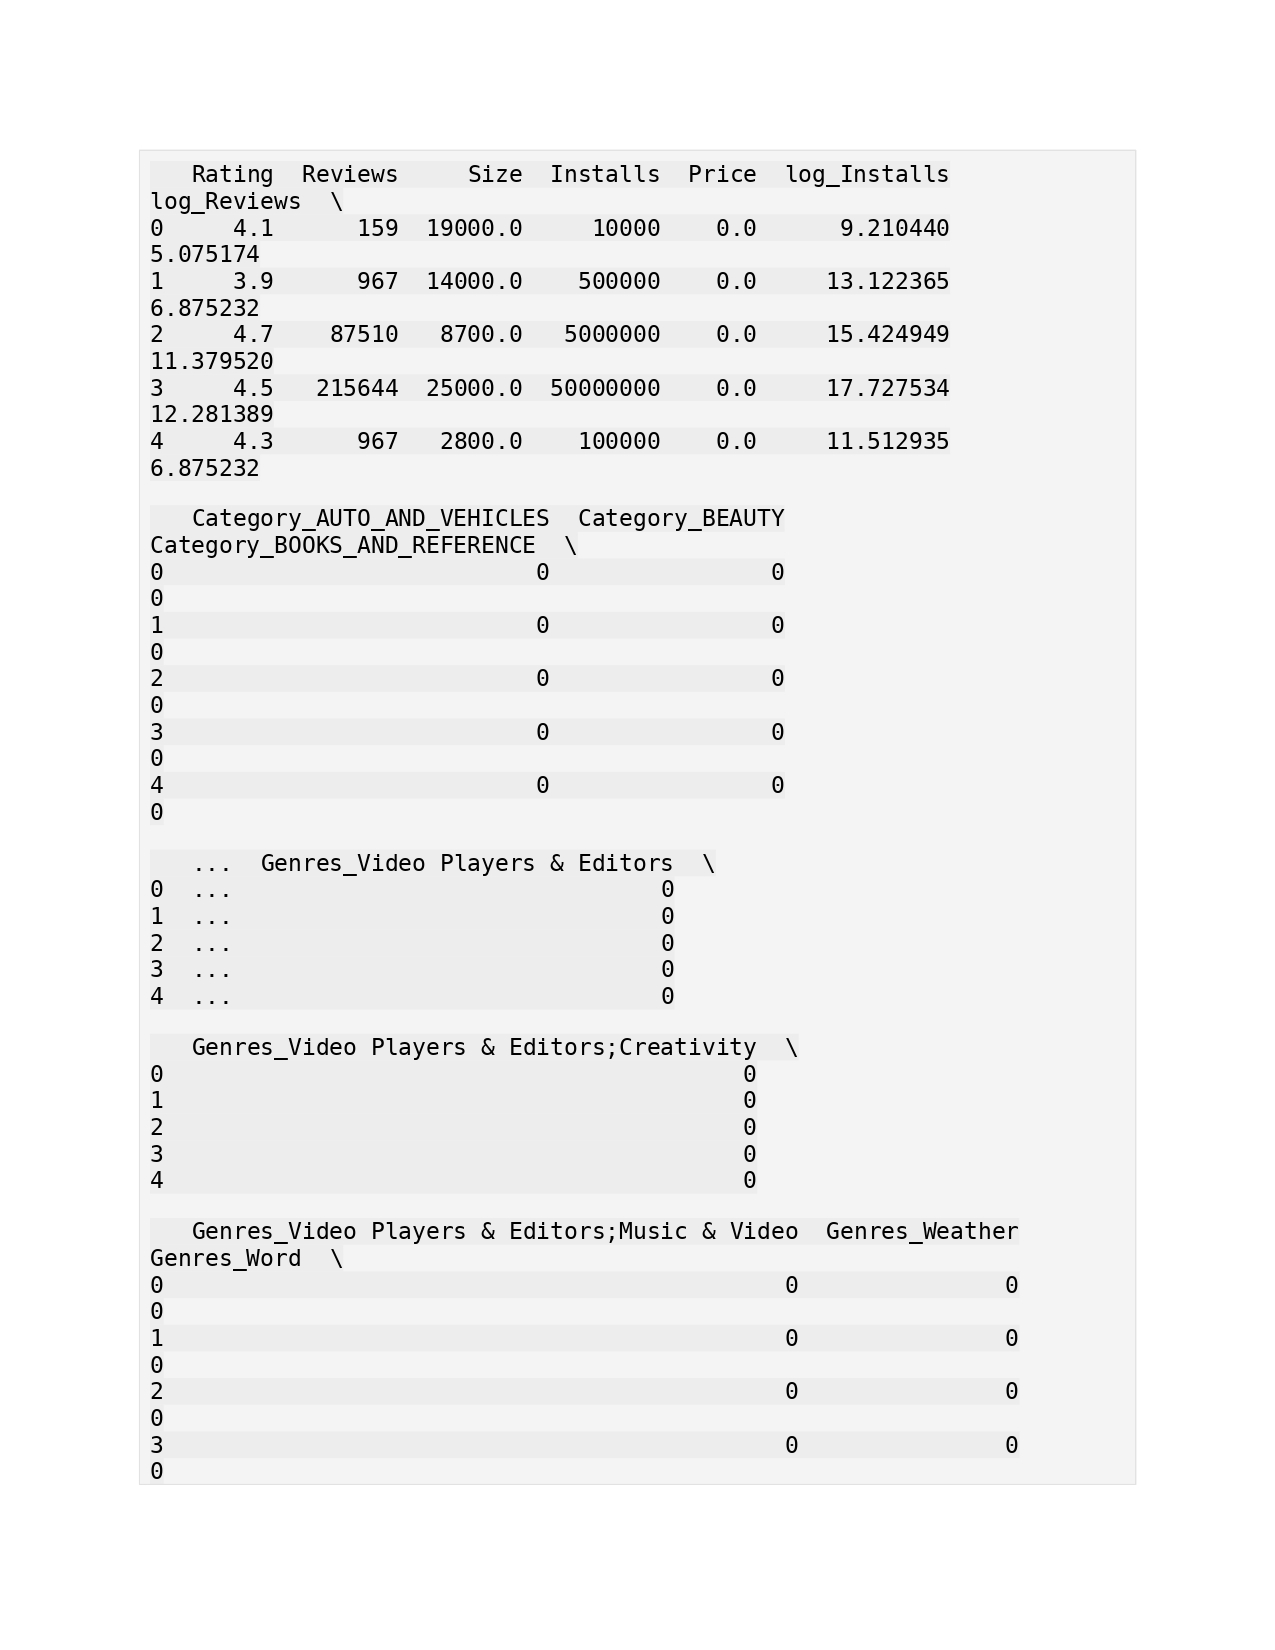 Rating  Reviews     Size  Installs  Price  log_Installs
log_Reviews  \
0     4.1      159  19000.0     10000    0.0      9.210440
5.075174
1     3.9      967  14000.0    500000    0.0     13.122365
6.875232
2     4.7    87510   8700.0   5000000    0.0     15.424949
11.379520
3     4.5   215644  25000.0  50000000    0.0     17.727534
12.281389
4     4.3      967   2800.0    100000    0.0     11.512935
6.875232

   Category_AUTO_AND_VEHICLES  Category_BEAUTY
Category_BOOKS_AND_REFERENCE  \
0                           0                0
0
1                           0                0
0
2                           0                0
0
3                           0                0
0
4                           0                0
0

   ...  Genres_Video Players & Editors  \
0  ...                               0
1  ...                               0
2  ...                               0
3  ...                               0
4  ...                               0

   Genres_Video Players & Editors;Creativity  \
0                                          0
1                                          0
2                                          0
3                                          0
4                                          0

   Genres_Video Players & Editors;Music & Video  Genres_Weather
Genres_Word  \
0                                             0               0
0
1                                             0               0
0
2                                             0               0
0
3                                             0               0
0